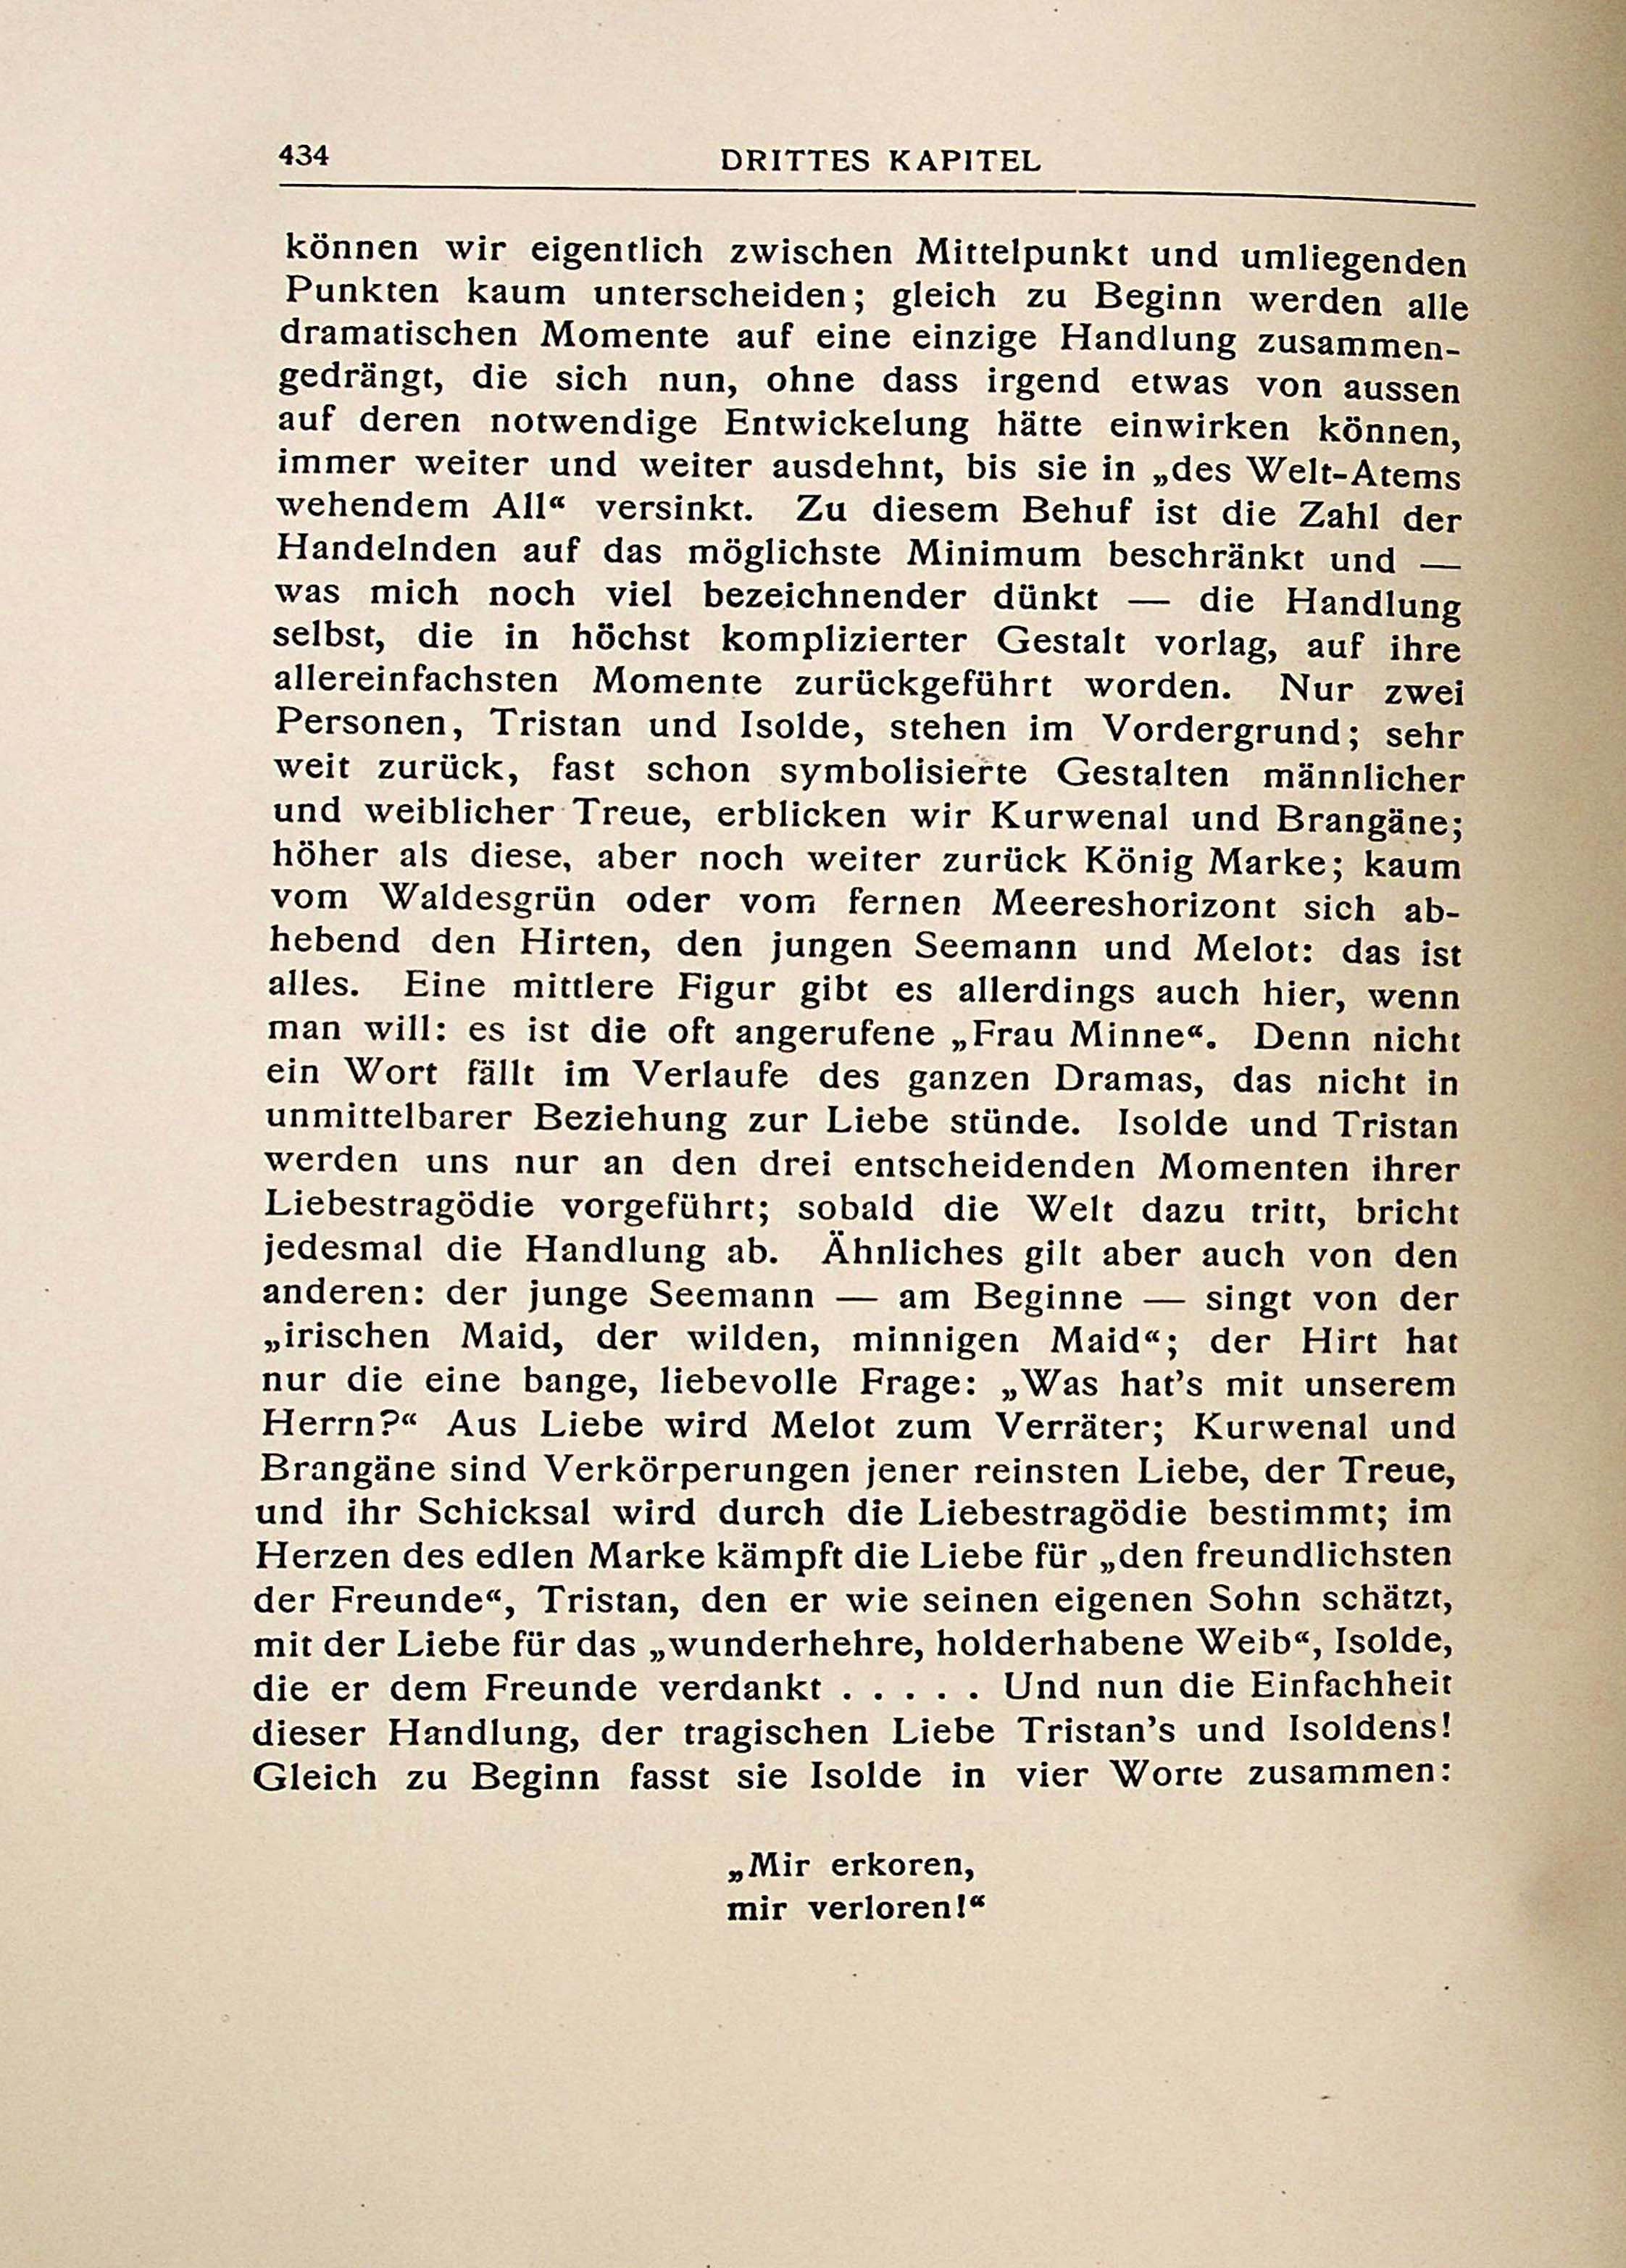 434
DRITTES KAPITEL
können wir eigentlich zwischen Mittelpunkt und umliegenden
Punkten kaum unterscheiden; gleich zu Beginn werden alle
dramatischen Momente auf eine einzige Handlung zusammen-
gedrängt, die sich nun, ohne dass irgend etwas von aussen
auf deren notwendige Entwickelung hätte einwirken können,
immer weiter und weiter ausdehnt, bis sie in „des Welt-Atems
wehendem All“ versinkt. Zu diesem Behuf ist die Zahl der
Handelnden auf das möglichste Minimum beschränkt und —
was mich noch viel bezeichnender dünkt — die Handlung
selbst, die in höchst komplizierter Gestalt vorlag, auf ihre
allereinfachsten Momente zurückgeführt worden. Nur zwei
Personen, Tristan und Isolde, stehen im Vordergrund; sehr
weit zurück, fast schon symbolisierte Gestalten männlicher
und weiblicher Treue, erblicken wir Kurwenal und Brangäne;
höher als diese, aber noch weiter zurück König Marke; kaum
vom Waldesgrün oder vom fernen Meereshorizont sich ab-
hebend den Hirten, den jungen Seemann und Melot: das ist
alles. Eine mittlere Figur gibt es allerdings auch hier, wenn
man will: es ist die oft angerufene „Frau Minne“. Denn nicht
ein Wort fällt im Verlaufe des ganzen Dramas, das nicht in
unmittelbarer Beziehung zur Liebe stünde. Isolde und Tristan
werden uns nur an den drei entscheidenden Momenten ihrer
Liebestragödie vorgeführt; sobald die Welt dazu tritt, bricht
jedesmal die Handlung ab. Ähnliches gilt aber auch von den
anderen: der junge Seemann — am Beginne — singt von der
„irischen Maid, der wilden, minnigen Maid“; der Hirt hat
nur die eine bange, liebevolle Frage: „Was hat's mit unserem
Herrn?“ Aus Liebe wird Melot zum Verräter; Kurwenal und
Brangäne sind Verkörperungen jener reinsten Liebe, der Treue,
und ihr Schicksal wird durch die Liebestragödie bestimmt; im
Herzen des edlen Marke kämpft die Liebe für „den freundlichsten
der Freunde“, Tristan, den er wie seinen eigenen Sohn schätzt,
mit der Liebe für das „wunderhehre, holderhabene Weib“, Isolde,
die er dem Freunde verdankt . . . . . Und nun die Einfachheit
dieser Handlung, der tragischen Liebe Tristan's und Isoldens!
Gleich zu Beginn fasst sie Isolde in vier Worte zusammen:
„Mir erkoren,
mir verloren!“